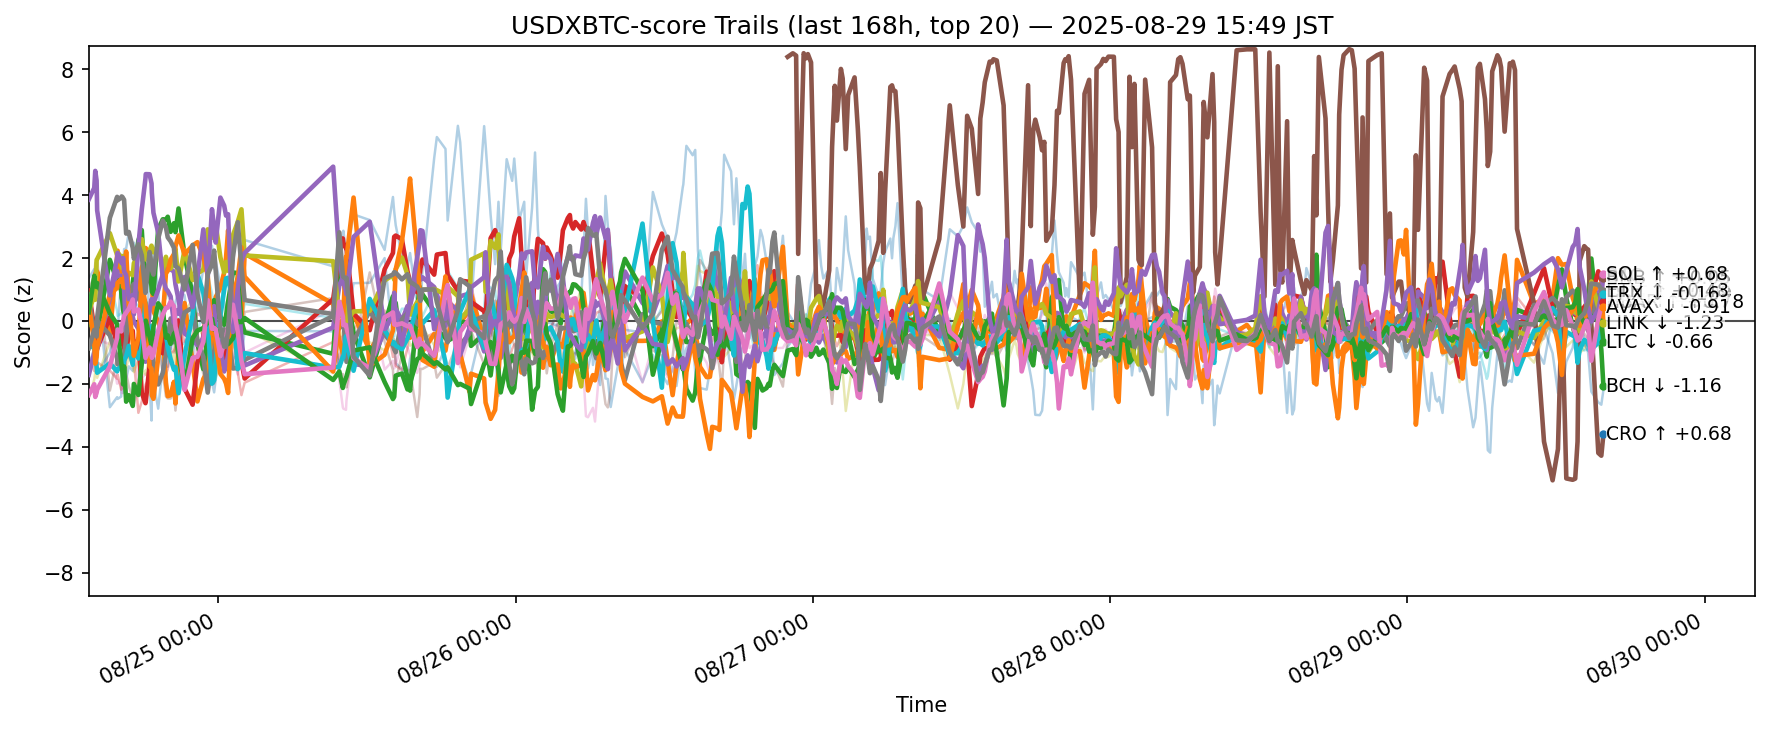 USDXBTC-score Trails (last 168h, top 20) — 2025-08-29 15:49 JST
Score (z)
8
6
4
2
0
−2
−4
−6
−8
SOL ↑ +0.68
TRX ↓ -0.16
AVAX ↓ -0.91
LINK ↓ -1.23
LTC ↓ -0.66
BCH ↓ -1.16
CRO ↑ +0.68
08/25 00:00
08/26 00:00
08/27 00:00
08/28 00:00
08/29 00:00
08/30 00:00
Time